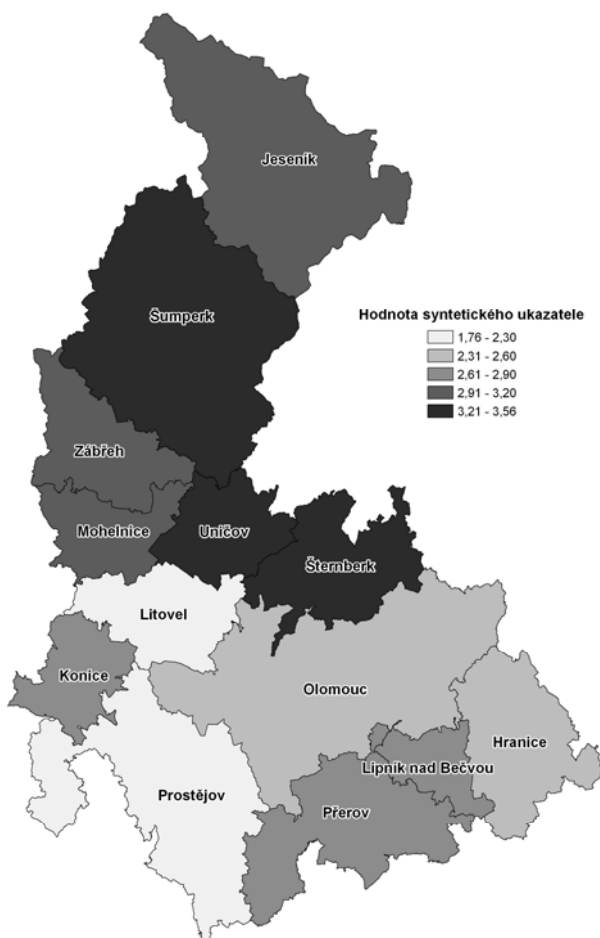 Jeseník
Šumperk
Hodnota syntetického ukazatele
1,76 - 2,30
2,31 - 2,60
2,61 - 2,90
2,91 - 3,20
3,21 - 3,56
Zábřeh
Mohelnice
Uničov
Šternberk
Litovel
Konice
Olomouc
Hranice
Lipník nad Bečvou
Prostějov
Přerov